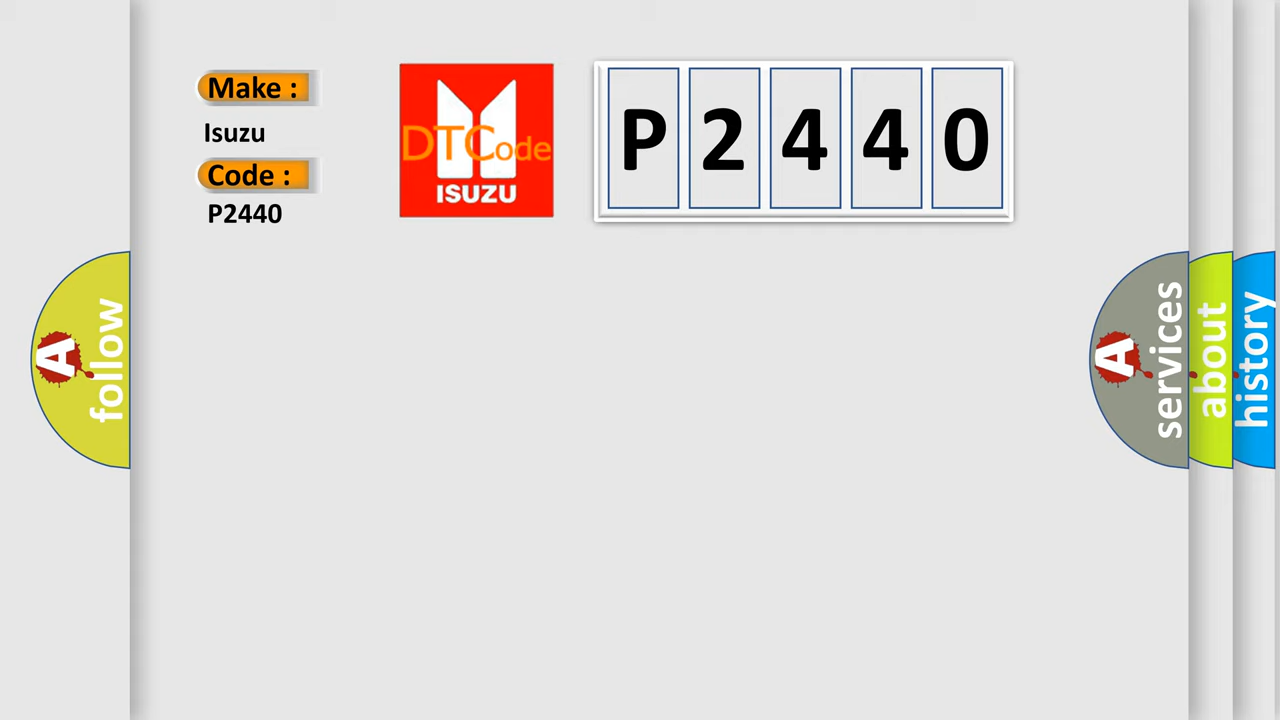 Make :
Isuzu
Code :
P2440
DTCode
ISUZU
P 2 4 4 0
A follow
A services
about
history